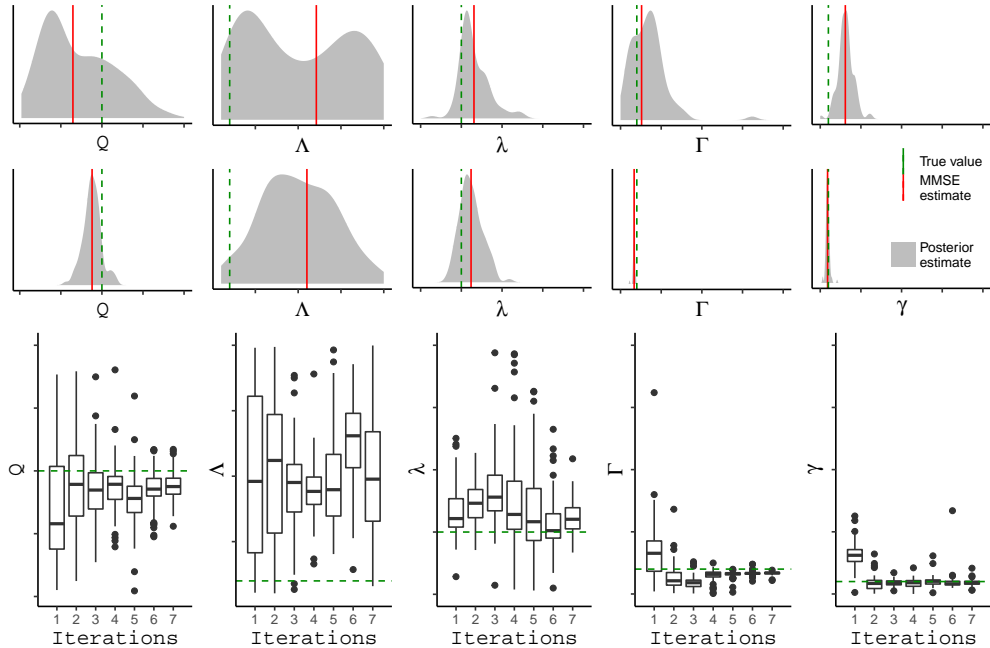 Q Λ λ Γ
True value
MMSE
estimate
Posterior
estimate
Q Λ λ Γ γ
Q Λ λ Γ γ
1 2 3 4 5 6 7 1 2 3 4 5 6 7 1 2 3 4 5 6 7 1 2 3 4 5 6 7 1 2 3 4 5 6 7
Iterations Iterations Iterations Iterations Iterations